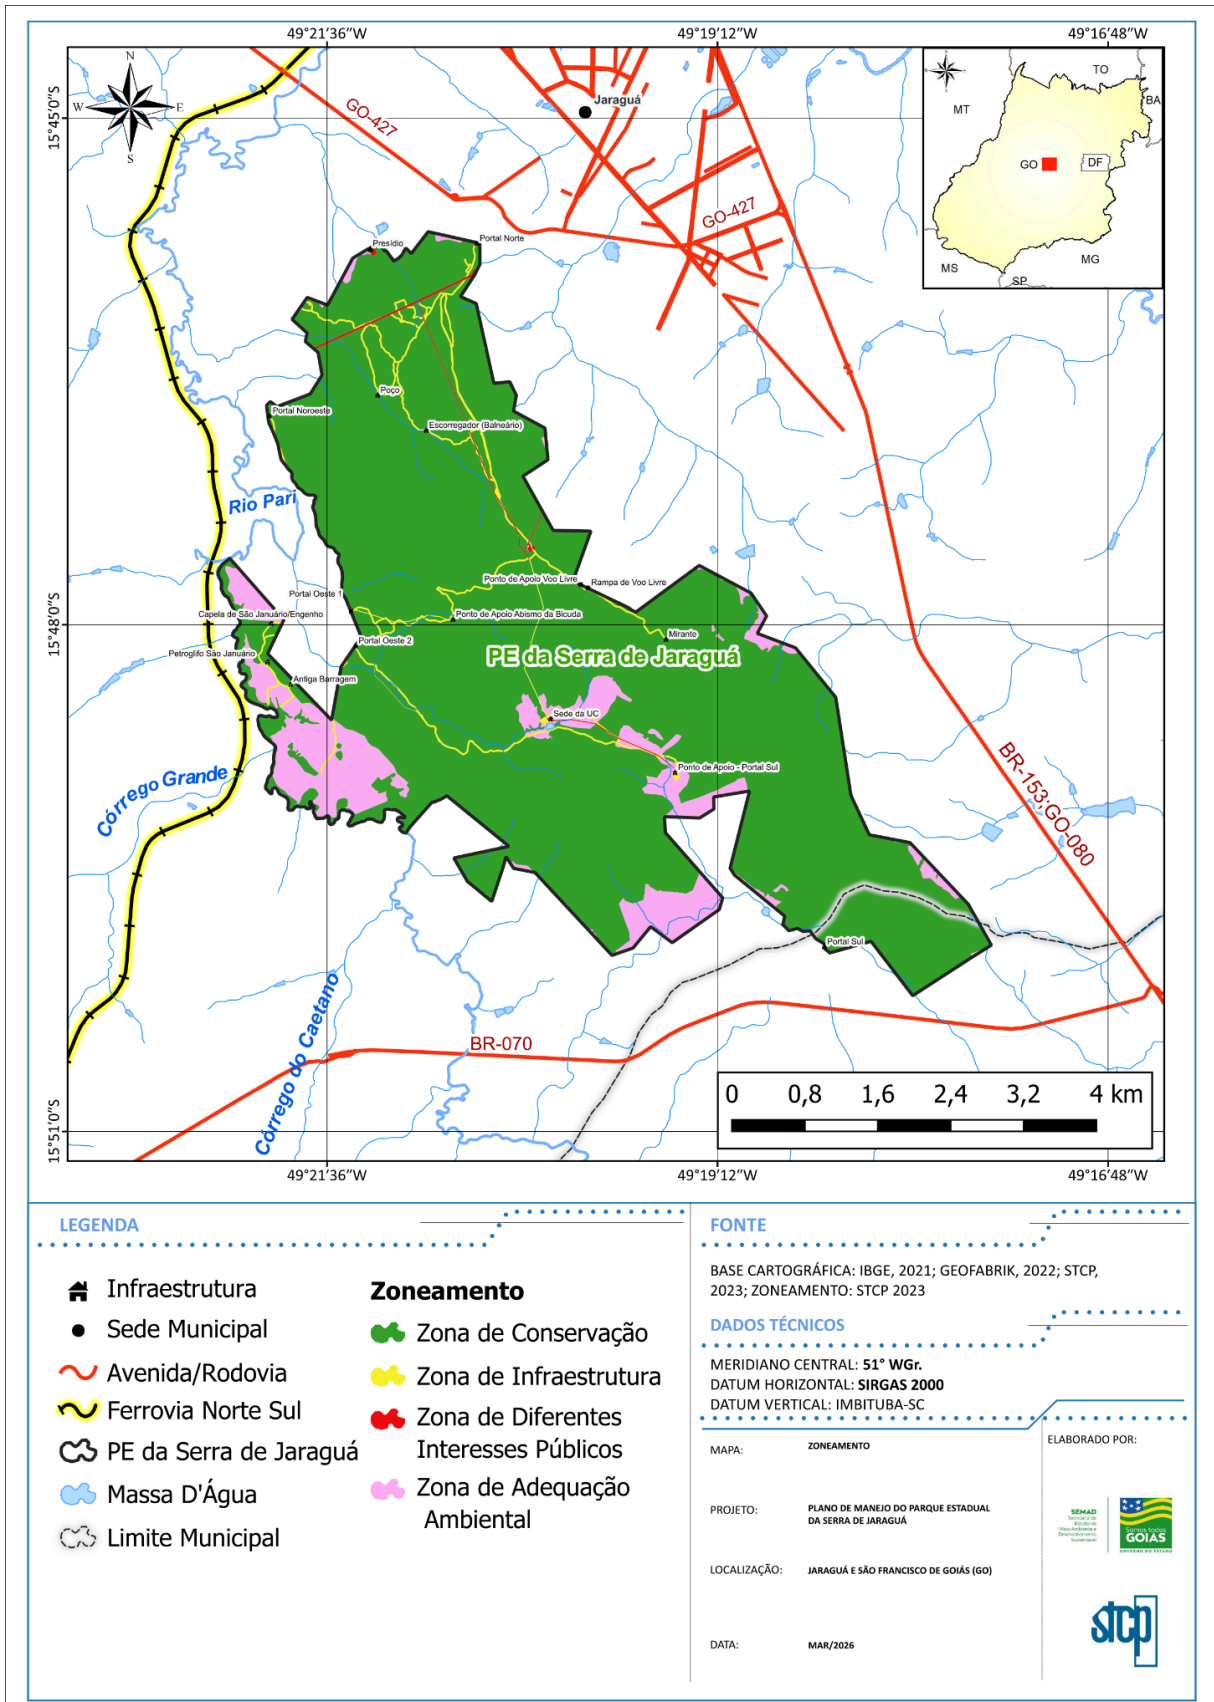 49°21'36"W
49°19'12"W
49°16'48"W
15°45'0"S
15°48'0"S
15°51'0"S
N
W
E
S
GO-427
Jaraguá
GO-427
TO
MT
BA
GO
DF
MS
MG
SP
Presídio
Portal Norte
Poço
Portal Noroeste
Escorregador (Balneário)
Rio Pari
Ponto de Apoio Voo Livre
Rampa de Voo Livre
Portal Oeste 1
Capela de São Januário/Engenho
Ponto de Apoio Abismo da Bicuda
Mirante
Portal Oeste 2
Petroglifo São Januário
PE da Serra de Jaraguá
Antiga Barragem
Sede da UC
Ponto de Apoio - Portal Sul
Córrego Grande
BR-153;GO-080
Portal Sul
Córrego do Caetano
BR-070
0 0,8 1,6 2,4 3,2 4 km
49°21'36"W
49°19'12"W
49°16'48"W
LEGENDA
Infraestrutura
Sede Municipal
Avenida/Rodovia
Ferrovia Norte Sul
PE da Serra de Jaraguá
Massa D'Água
Limite Municipal
Zoneamento
Zona de Conservação
Zona de Infraestrutura
Zona de Diferentes
Interesses Públicos
Zona de Adequação
Ambiental
FONTE
BASE CARTOGRÁFICA: IBGE, 2021; GEOFABRIK, 2022; STCP,
2023; ZONEAMENTO: STCP 2023
DADOS TÉCNICOS
MERIDIANO CENTRAL: 51° WGr.
DATUM HORIZONTAL: SIRGAS 2000
DATUM VERTICAL: IMBITUBA-SC
MAPA: ZONEAMENTO
PROJETO: PLANO DE MANEJO DO PARQUE ESTADUAL
DA SERRA DE JARAGUÁ
LOCALIZAÇÃO: JARAGUÁ E SÃO FRANCISCO DE GOIÁS (GO)
DATA: MAR/2026
ELABORADO POR:
SEMAD
Secretaria de
Estado de
Meio Ambiente e
Desenvolvimento
Sustentável
Somos todos
GOIÁS
GOVERNO DO ESTADO
stcp